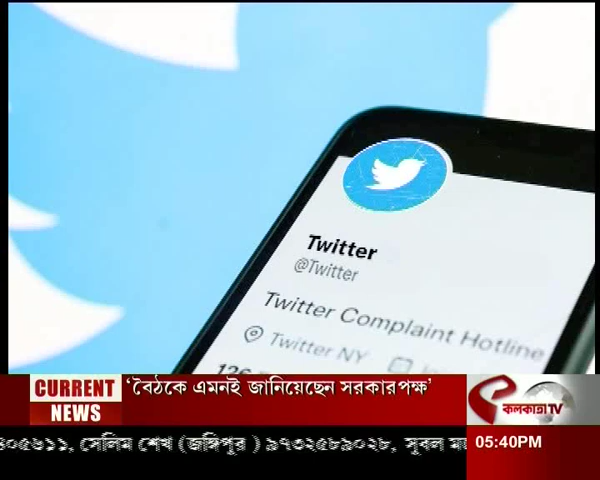 Twitter
@Twitter
Twitter Complaint Hotline
Twitter NY
CURRENT NEWS
‘বৈঠকে এমনই জানিয়েছেন সরকারপক্ষ’
কলকাতা TV
৪০৫৬১১, সেলিম শেখ (জঙ্গিপুর ) ৯৭৩২৫৮৯০২৮, সুবল
05:40PM